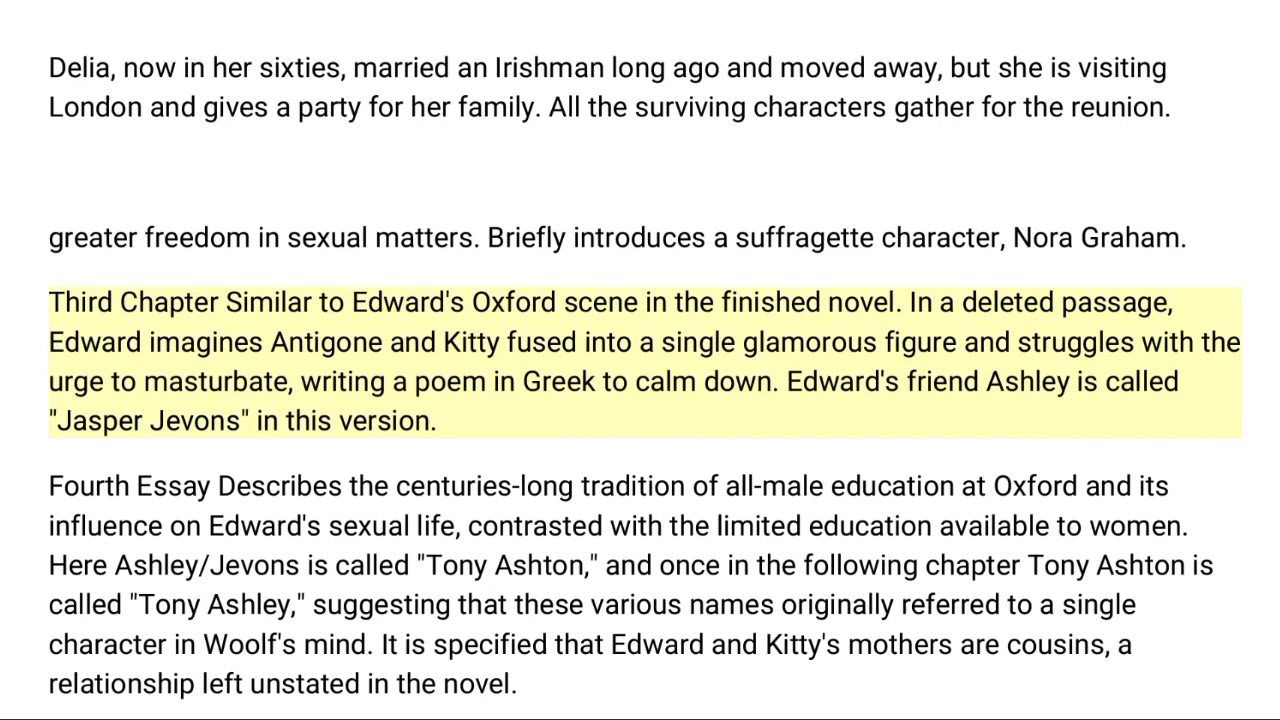 Delia, now in her sixties, married an Irishman long ago and moved away, but she is visiting
London and gives a party for her family. All the surviving characters gather for the reunion.
greater freedom in sexual matters. Briefly introduces a suffragette character, Nora Graham.
Third Chapter Similar to Edward's Oxford scene in the finished novel. In a deleted passage,
Edward imagines Antigone and Kitty fused into a single glamorous figure and struggles with the
urge to masturbate, writing a poem in Greek to calm down. Edward's friend Ashley is called
"Jasper Jevons" in this version.
Fourth Essay Describes the centuries-long tradition of all-male education at Oxford and its
influence on Edward's sexual life, contrasted with the limited education available to women.
Here Ashley/Jevons is called "Tony Ashton," and once in the following chapter Tony Ashton is
called "Tony Ashley," suggesting that these various names originally referred to a single
character in Woolf's mind. It is specified that Edward and Kitty's mothers are cousins, a
relationship left unstated in the novel.